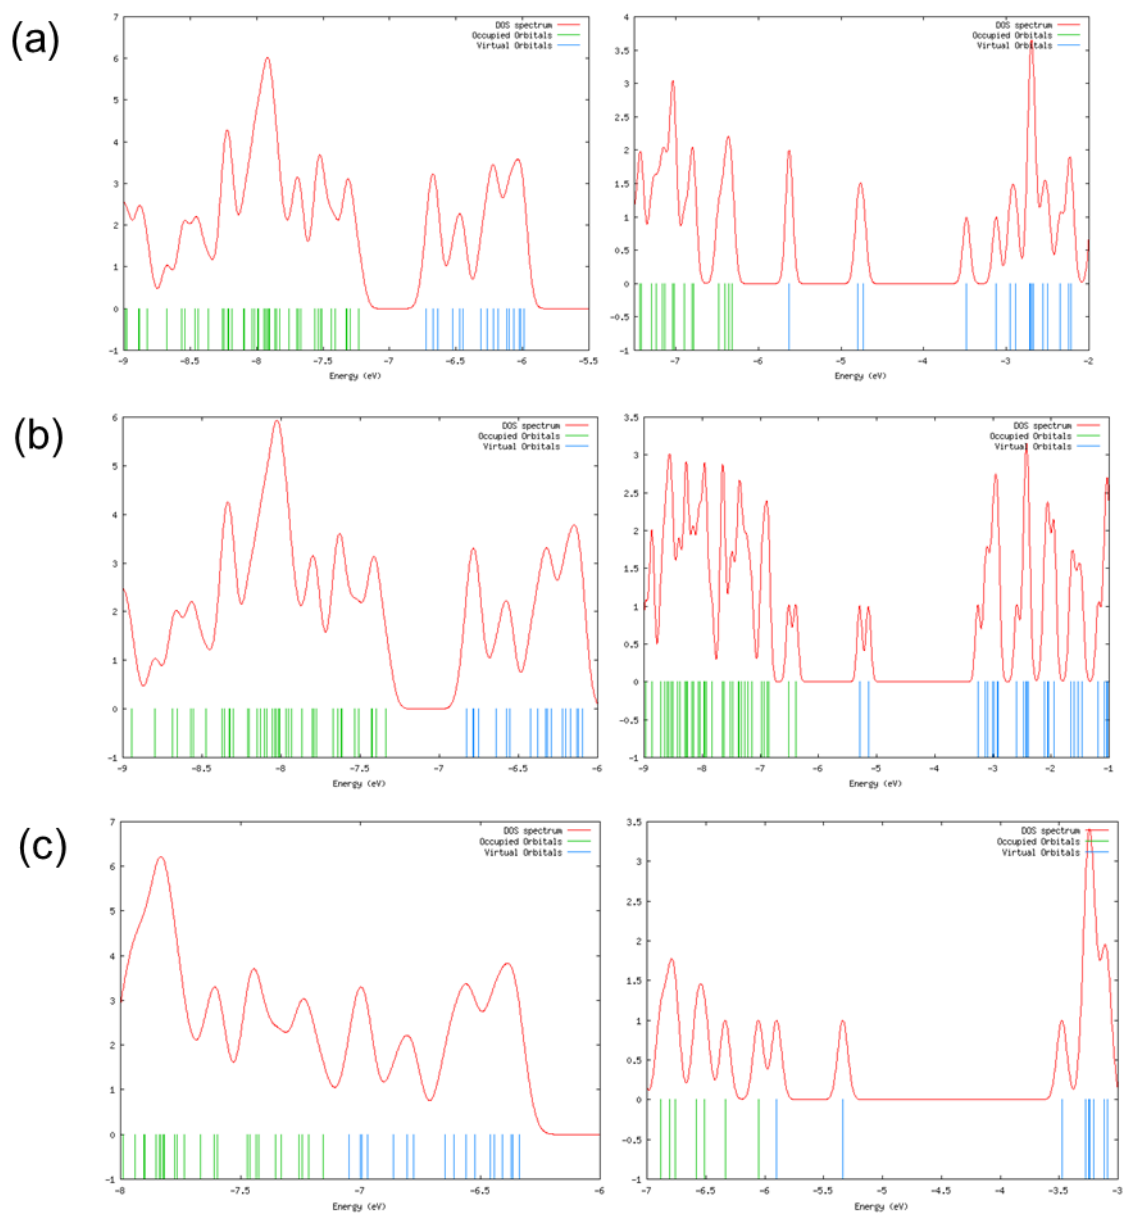 (a)
7
6
5
4
3
2
1
0
-1
-9 -8.5 -8 -7.5 -7 -6.5 -6 -5.5
Energy (eV)
DOS spectrum
Occupied Orbitals
Virtual Orbitals
4
3.5
3
2.5
2
1.5
1
0.5
0
-0.5
-1
-7 -6 -5 -4 -3 -2
Energy (eV)
DOS spectrum
Occupied Orbitals
Virtual Orbitals
(b)
6
5
4
3
2
1
0
-1
-9 -8.5 -8 -7.5 -7 -6.5 -6
Energy (eV)
DOS spectrum
Occupied Orbitals
Virtual Orbitals
3.5
3
2.5
2
1.5
1
0.5
0
-0.5
-1
-9 -8 -7 -6 -5 -4 -3 -2 -1
Energy (eV)
DOS spectrum
Occupied Orbitals
Virtual Orbitals
(c)
7
6
5
4
3
2
1
0
-1
-8 -7.5 -7 -6.5 -6
Energy (eV)
DOS spectrum
Occupied Orbitals
Virtual Orbitals
3.5
3
2.5
2
1.5
1
0.5
0
-0.5
-1
-7 -6.5 -6 -5.5 -5 -4.5 -4 -3.5 -3
Energy (eV)
DOS spectrum
Occupied Orbitals
Virtual Orbitals